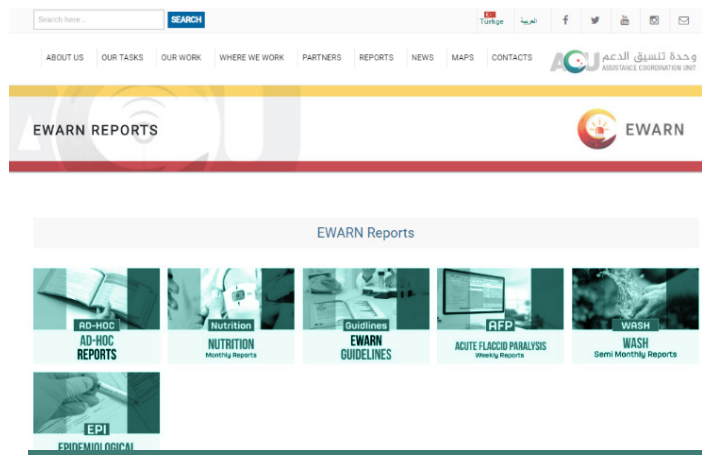 Search here ..
SEARCH
Türkçe
العربية
ABOUT US OUR TASKS OUR WORK WHERE WE WORK PARTNERS REPORTS NEWS MAPS CONTACTS
ACU
وحدة تنسيق الدعم
ASSISTANCE COORDINATION UNIT
EWARN REPORTS
EWARN
EWARN Reports
AD-HOC
AD-HOC
REPORTS
Nutrition
NUTRITION
Monthly Reports
Guidlines
EWARN
GUIDELINES
AFP
ACUTE FLACCID PARALYSIS
Weekly Reports
WASH
WASH
Semi Monthly Reports
EPI
EPIDEMIOLOGICAL